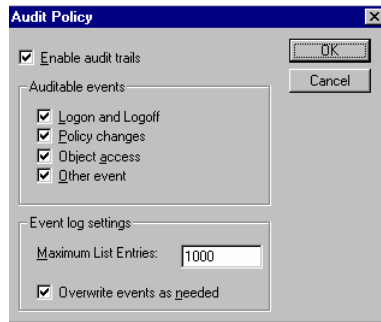 Audit Policy
Enable audit trails
OK
Cancel
Auditable events
Logon and Logoff
Policy changes
Object access
Other event
Event log settings
Maximum List Entries: 1000
Overwrite events as needed